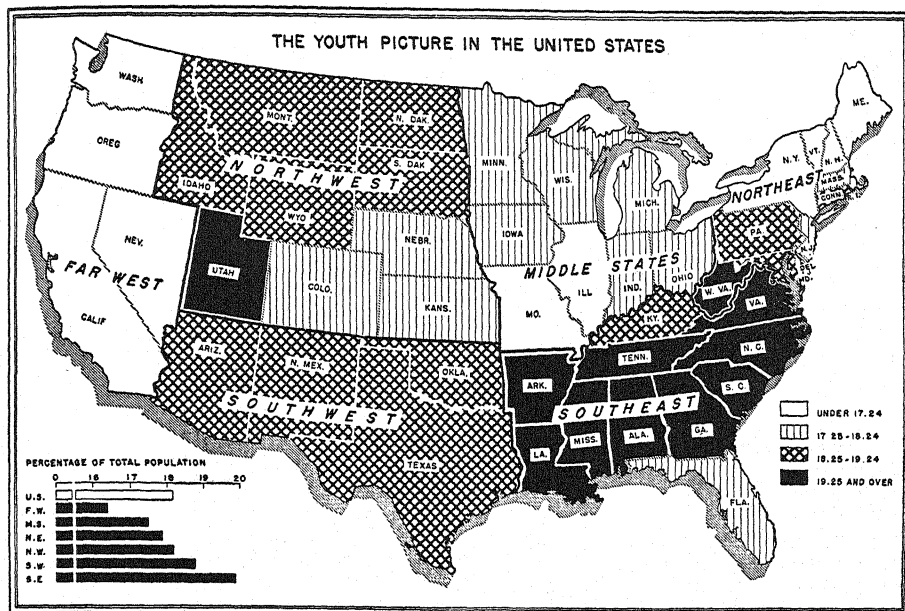 THE YOUTH PICTURE IN THE UNITED STATES
WASH
OREG
NEV.
CALIF
FAR WEST
MONT.
IDAHO
WYO
N. DAK.
S. DAK
NORTHWEST
UTAH
COLO.
NEBR.
KANS.
ARIZ.
N. MEX.
OKLA.
TEXAS
SOUTHWEST
MINN.
WIS.
MICH.
IOWA
MO.
ILL
IND.
OHIO
MIDDLE STATES
ME.
N.Y.
VT.
N. H.
MASS.
CONN.
R. I.
NORTHEAST
PA.
N.J.
DEL
MD.
W. VA.
VA.
KY.
TENN.
N. C.
S. C.
ARK.
LA.
MISS.
ALA.
GA.
FLA.
SOUTHEAST
UNDER 17.24
17 25-18.24
18.25-19.24
19.25 AND OVER
PERCENTAGE OF TOTAL POPULATION
0 16 17 18 19 20
U.S.
F.W.
M.S.
N.E.
N.W.
S.W.
S.E